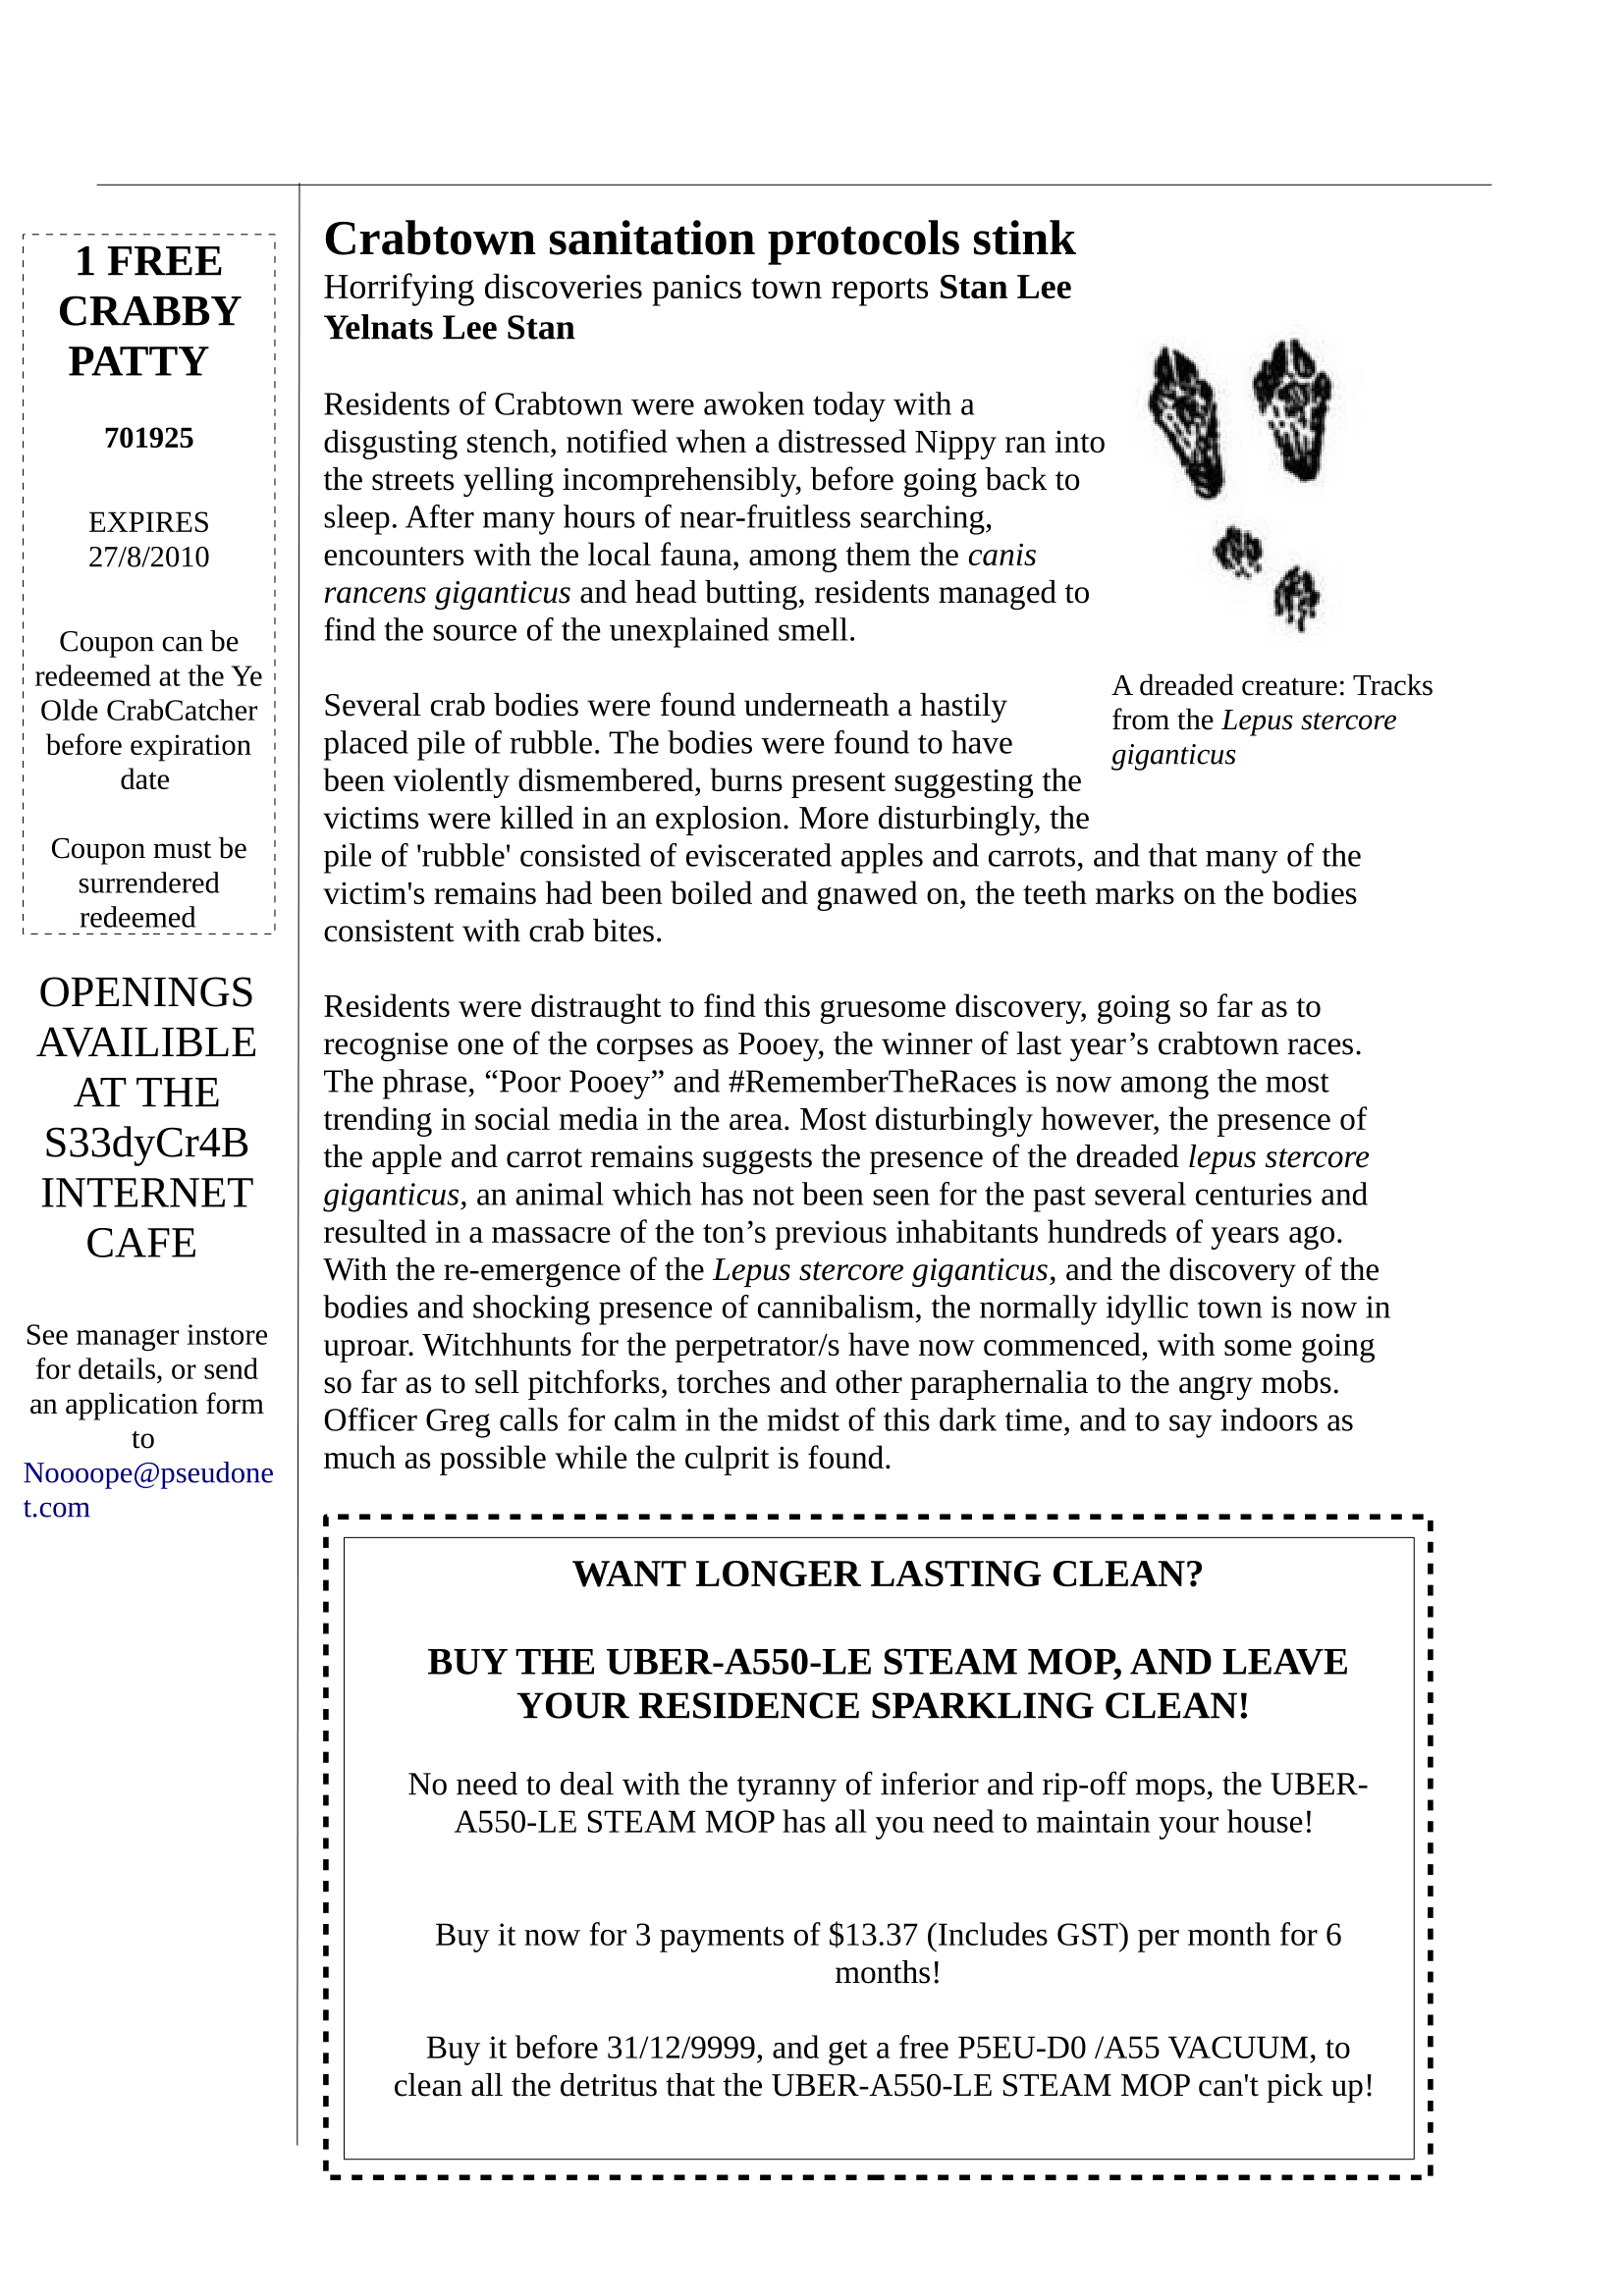 1 FREE
CRABBY
PATTY
701925
EXPIRES
27/8/2010
Coupon can be
redeemed at the Ye
Olde CrabCatcher
before expiration
date
Coupon must be
surrendered
redeemed
OPENINGS
AVAILIBLE
AT THE
S33dyCr4B
INTERNET
CAFE
See manager instore
for details, or send
an application form
to
Noooope@pseudone
t.com
Crabtown sanitation protocols stink
Horrifying discoveries panics town reports Stan Lee
Yelnats Lee Stan
Residents of Crabtown were awoken today with a
disgusting stench, notified when a distressed Nippy ran into
the streets yelling incomprehensibly, before going back to
sleep. After many hours of near-fruitless searching,
encounters with the local fauna, among them the canis
rancens giganticus and head butting, residents managed to
find the source of the unexplained smell.
A dreaded creature: Tracks
from the Lepus stercore
giganticus
Several crab bodies were found underneath a hastily
placed pile of rubble. The bodies were found to have
been violently dismembered, burns present suggesting the
victims were killed in an explosion. More disturbingly, the
pile of 'rubble' consisted of eviscerated apples and carrots, and that many of the
victim's remains had been boiled and gnawed on, the teeth marks on the bodies
consistent with crab bites.
Residents were distraught to find this gruesome discovery, going so far as to
recognise one of the corpses as Pooey, the winner of last year’s crabtown races.
The phrase, “Poor Pooey” and #RememberTheRaces is now among the most
trending in social media in the area. Most disturbingly however, the presence of
the apple and carrot remains suggests the presence of the dreaded lepus stercore
giganticus, an animal which has not been seen for the past several centuries and
resulted in a massacre of the ton’s previous inhabitants hundreds of years ago.
With the re-emergence of the Lepus stercore giganticus, and the discovery of the
bodies and shocking presence of cannibalism, the normally idyllic town is now in
uproar. Witchhunts for the perpetrator/s have now commenced, with some going
so far as to sell pitchforks, torches and other paraphernalia to the angry mobs.
Officer Greg calls for calm in the midst of this dark time, and to say indoors as
much as possible while the culprit is found.
WANT LONGER LASTING CLEAN?
BUY THE UBER-A550-LE STEAM MOP, AND LEAVE
YOUR RESIDENCE SPARKLING CLEAN!
No need to deal with the tyranny of inferior and rip-off mops, the UBER-
A550-LE STEAM MOP has all you need to maintain your house!
Buy it now for 3 payments of $13.37 (Includes GST) per month for 6
months!
Buy it before 31/12/9999, and get a free P5EU-D0 /A55 VACUUM, to
clean all the detritus that the UBER-A550-LE STEAM MOP can't pick up!